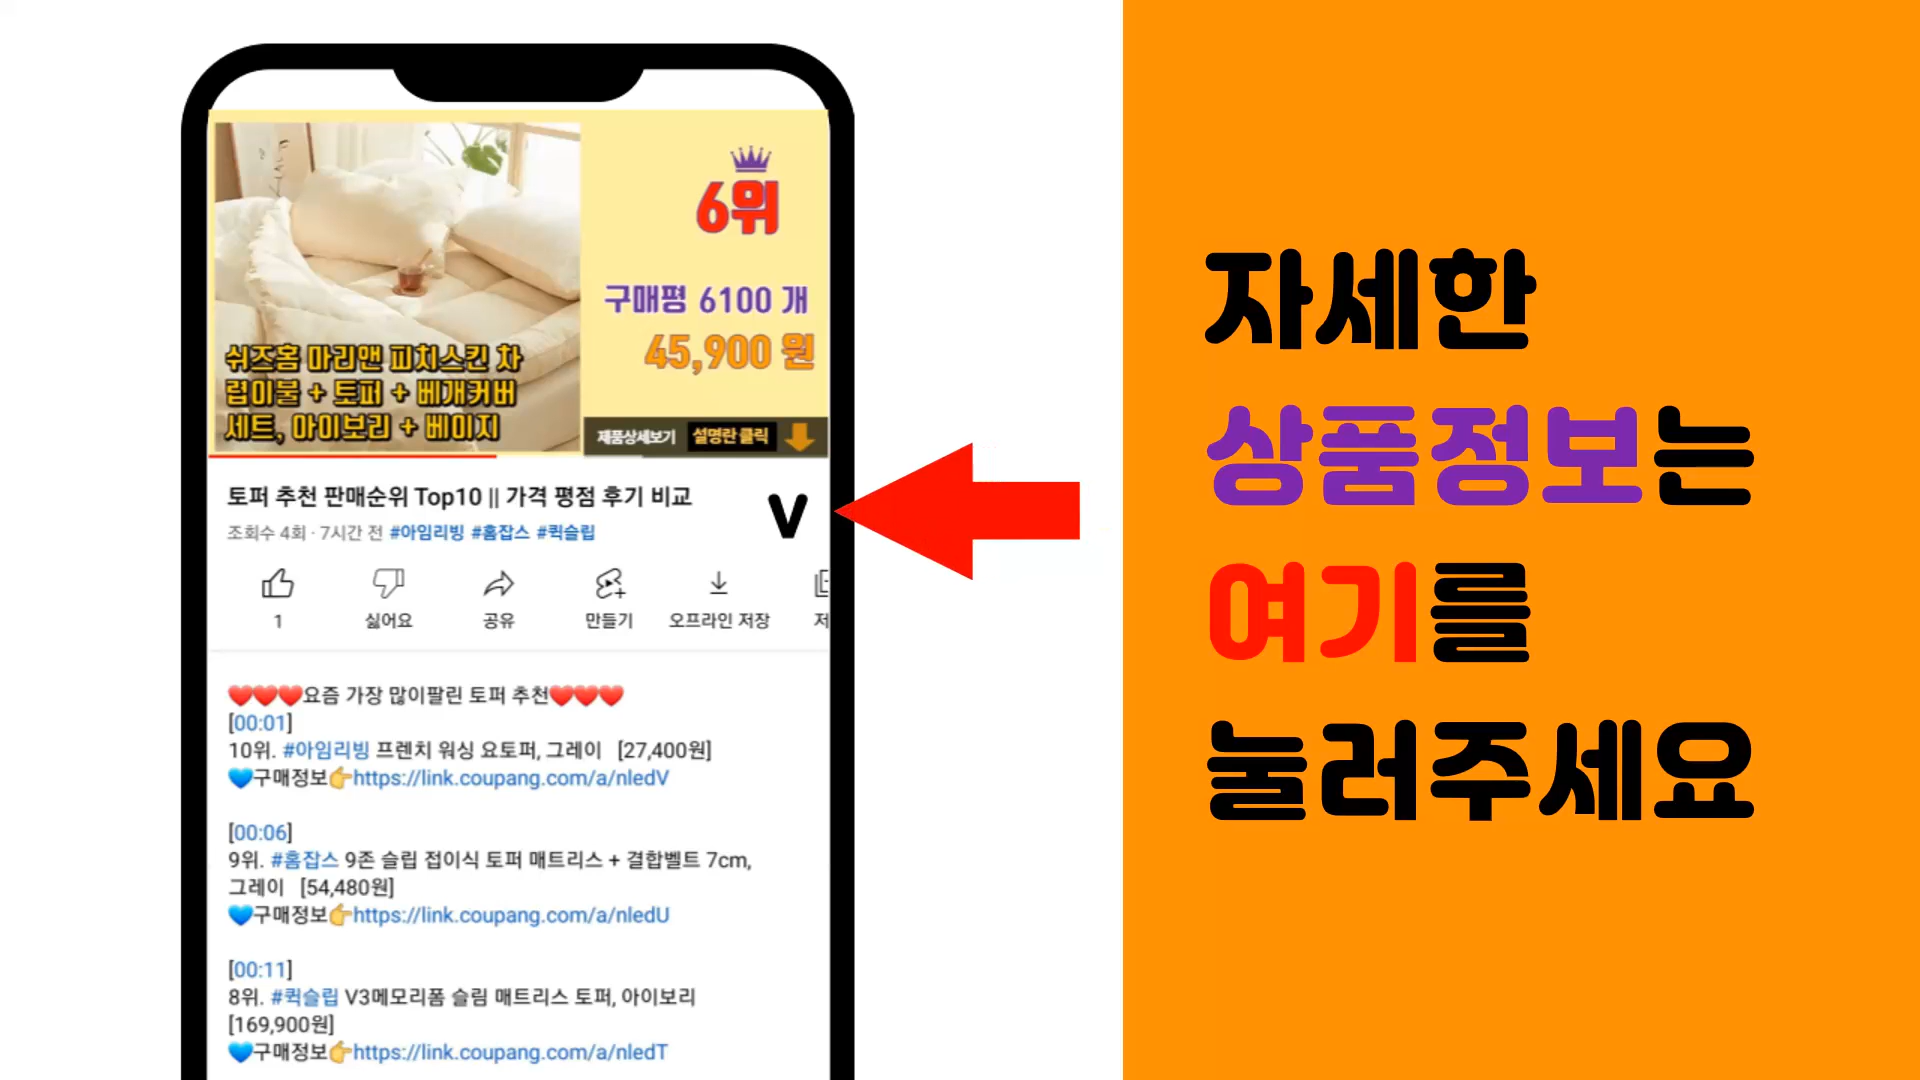 6위
구매평 6100 개
45,900 원
쉬즈홈 마리앤 피치스킨 차
렵이불 + 토퍼 + 베개커버
세트, 아이보리 + 베이지
제품상세보기 설명란 클릭
토퍼 추천 판매순위 Top10 || 가격 평점 후기 비교
V
조회수 4회 · 7시간 전 #아임리빙 #홈잡스 #퀵슬립
1 싫어요 공유 만들기 오프라인 저장 저
❤️❤️❤️요즘 가장 많이팔린 토퍼 추천❤️❤️❤️
[00:01]
10위. #아임리빙 프렌치 워싱 요토퍼, 그레이 [27,400원]
💙구매정보👉https://link.coupang.com/a/nledV
[00:06]
9위. #홈잡스 9존 슬립 접이식 토퍼 매트리스 + 결합벨트 7cm,
그레이 [54,480원]
💙구매정보👉https://link.coupang.com/a/nledU
[00:11]
8위. #퀵슬립 V3메모리폼 슬림 매트리스 토퍼, 아이보리
[169,900원]
💙구매정보👉https://link.coupang.com/a/nledT
자세한
상품정보는
여기를
눌러주세요